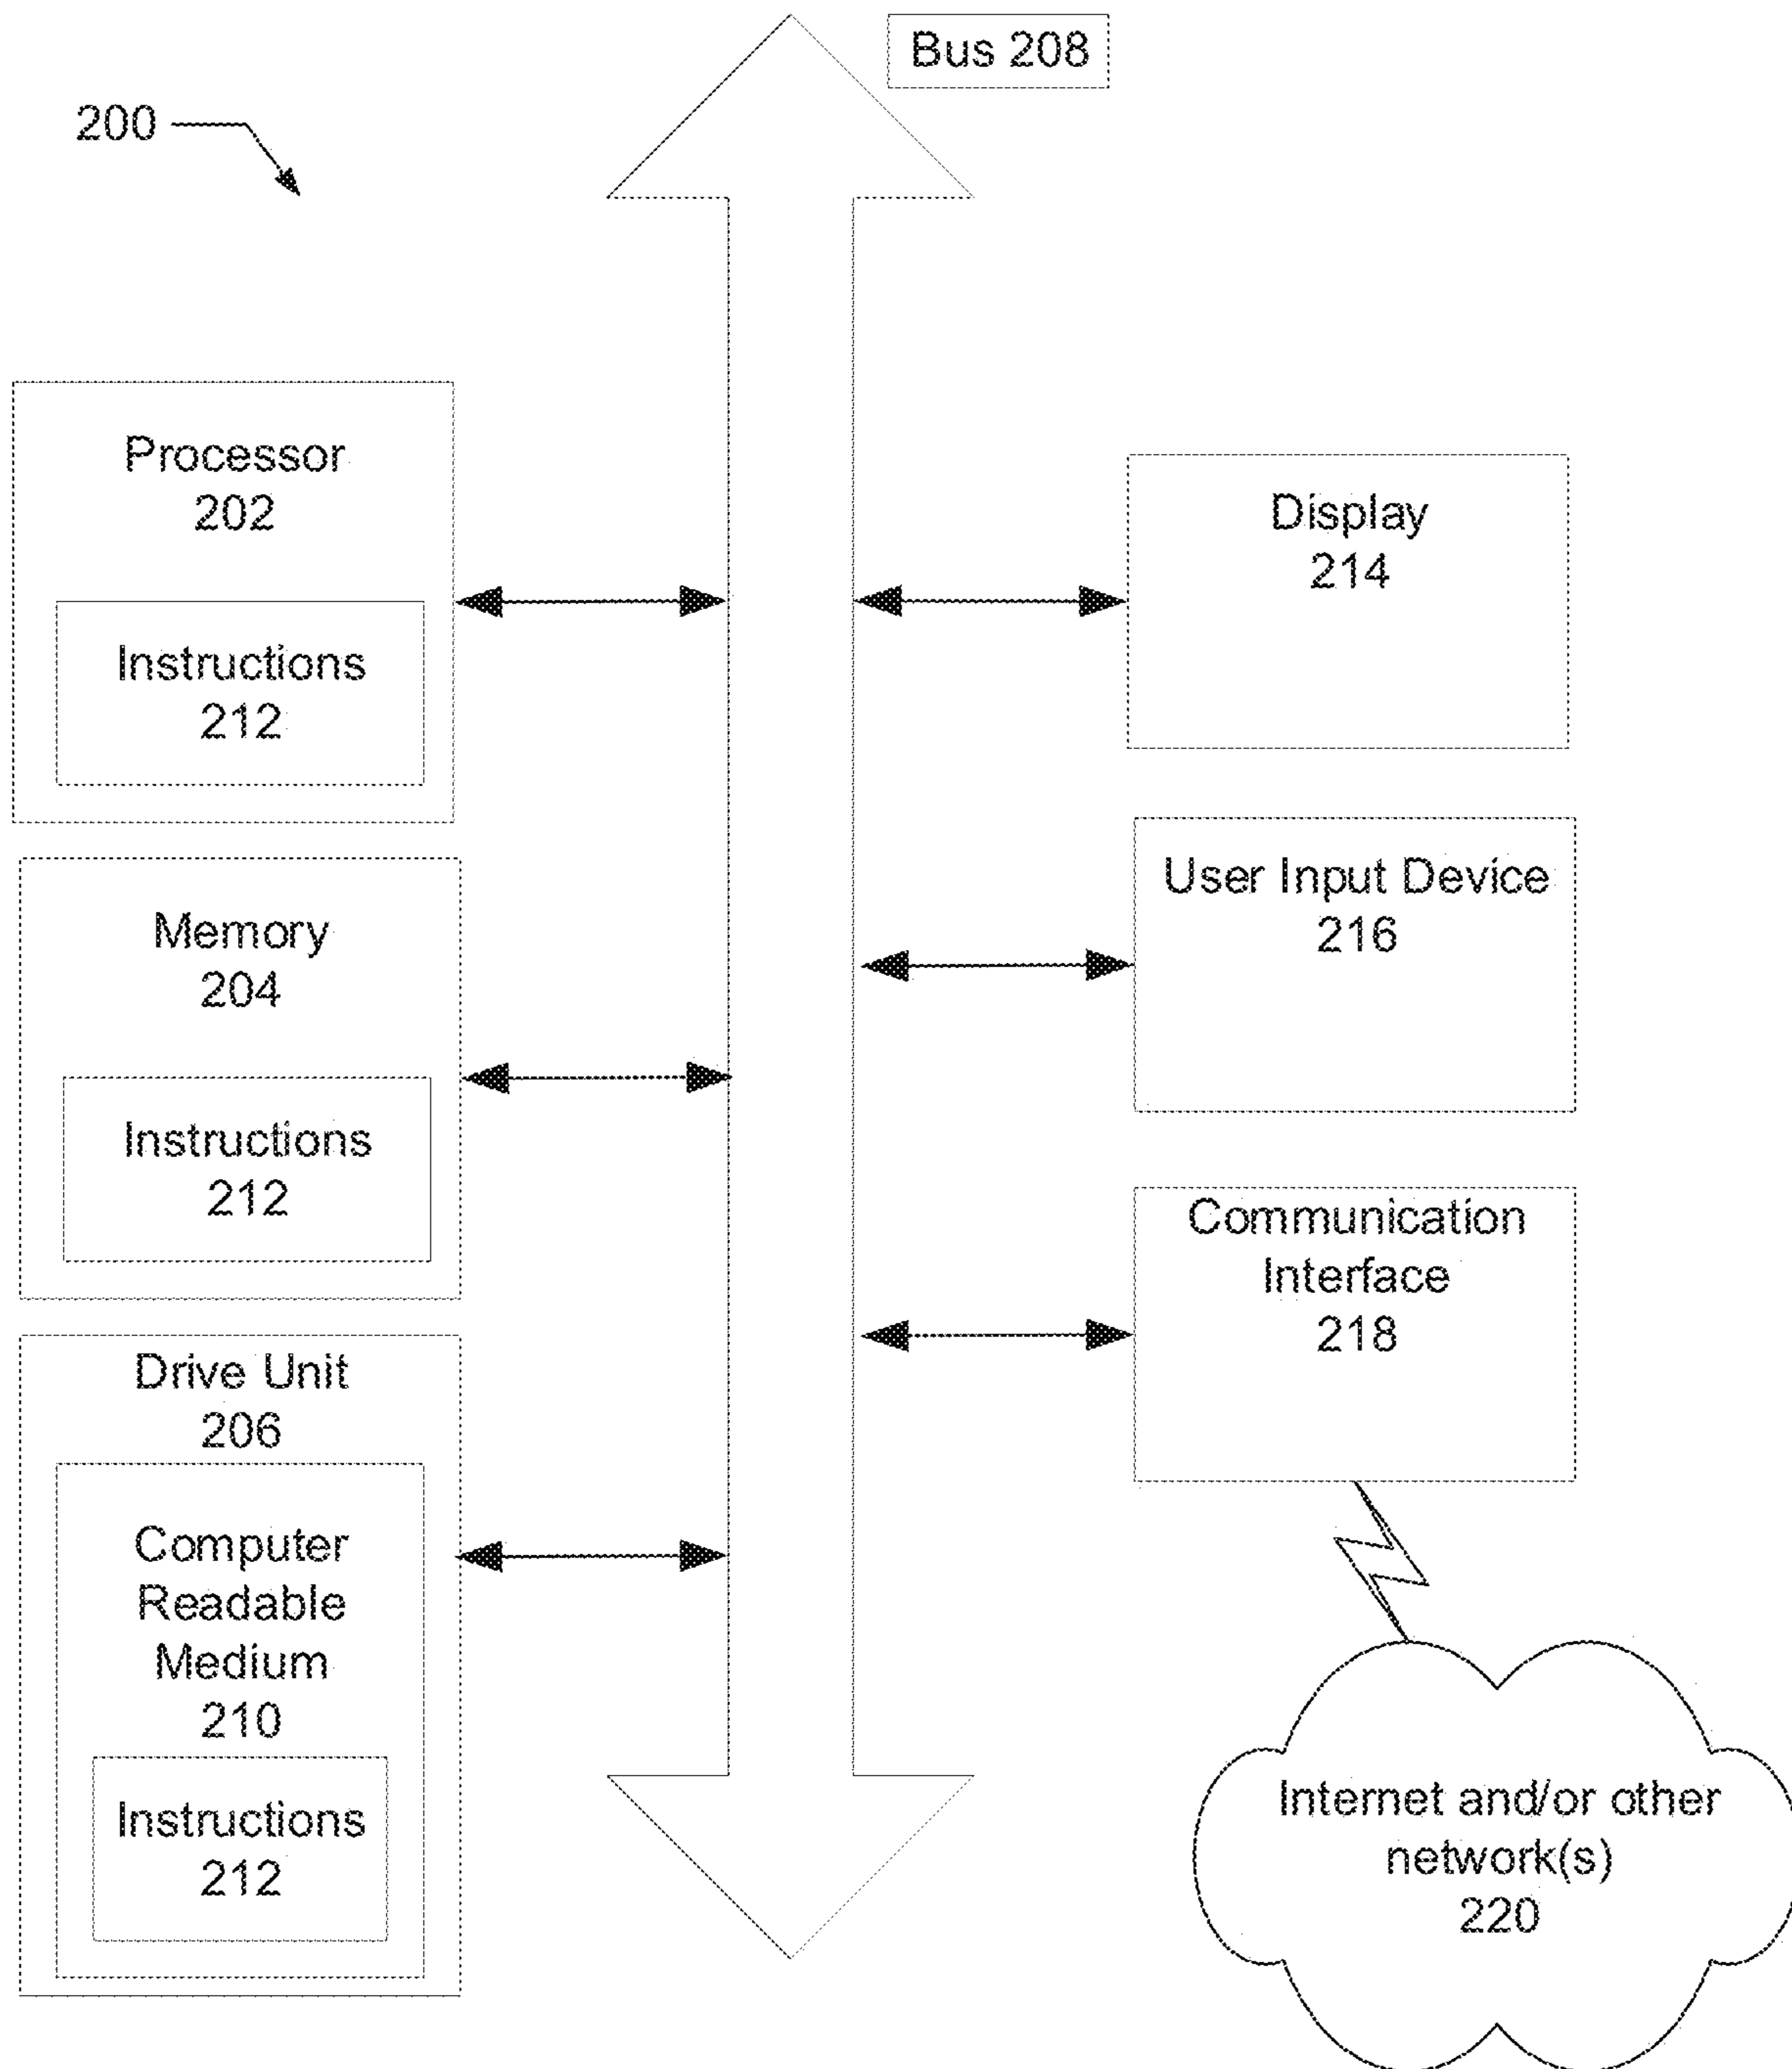 Bus 208
200
Processor
202
Instructions
212
Memory
204
Instructions
212
Drive Unit
206
Computer
Readable
Medium
210
Instructions
212
Display
214
User Input Device
216
Communication
Interface
218
Internet and/or other
network(s)
220